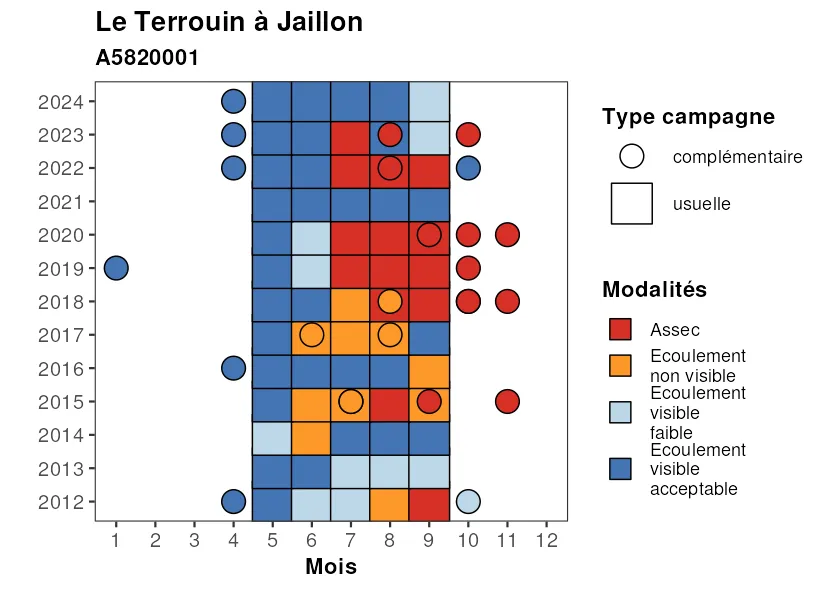 Le Terrouin à Jaillon
A5820001
2024
2023
2022
2021
2020
2019
2018
2017
2016
2015
2014
2013
2012
1 2 3 4 5 6 7 8 9 10 11 12
Mois
Type campagne
complémentaire
usuelle
Modalités
Assec
Ecoulement
non visible
Ecoulement
visible
faible
Ecoulement
visible
acceptable